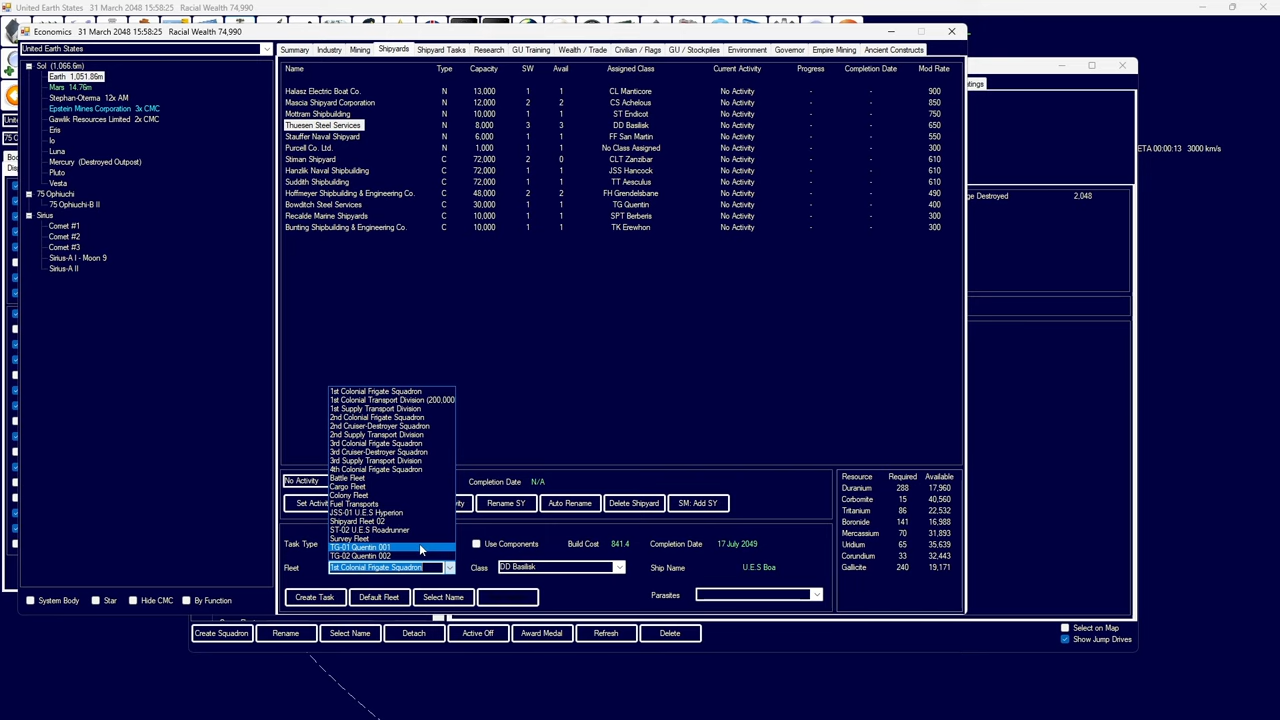 United Earth States 31 March 2048 15:58:25 Racial Wealth 74,990
Economics 31 March 2048 15:58:25 Racial Wealth 74,990
United Earth States
Summary Industry Mining Shipyards Shipyard Tasks Research GU Training Wealth / Trade Civilian / Flags GU / Stockpiles Environment Governor Empire Mining Ancient Constructs
Sol (1,066.6m)
Earth 1,051.86m
Mars 14.76m
Stephan-Oterma 12x AM
Epstein Mines Corporation 3x CMC
Gawlik Resources Limited 2x CMC
Eris
Io
Luna
Mercury (Destroyed Outpost)
Pluto
Vesta
75 Ophiuchi
75 Ophiuchi-B II
Sirius
Comet #1
Comet #2
Comet #3
Sirius-A I - Moon 9
Sirius-A II
Name Type Capacity SW Avail Assigned Class Current Activity Progress Completion Date Mod Rate
Halasz Electric Boat Co. N 13,000 1 1 CL Manticore No Activity - - 900
Mascia Shipyard Corporation N 12,000 2 2 CS Achelous No Activity - - 850
Mottram Shipbuilding N 10,000 1 1 ST Endicot No Activity - - 750
Thuesen Steel Services N 8,000 3 3 DD Basilisk No Activity - - 650
Stauffer Naval Shipyard N 6,000 1 1 FF San Martin No Activity - - 550
Purcell Co. Ltd. N 1,000 1 1 No Class Assigned No Activity - - 300
Stiman Shipyard C 72,000 2 0 CLT Zanzibar No Activity - - 610
Hanzlik Naval Shipbuilding C 72,000 1 1 JSS Hancock No Activity - - 610
Suddith Shipbuilding C 72,000 1 1 TT Aesculus No Activity - - 610
Hoffmeyer Shipbuilding & Engineering Co. C 48,000 2 2 FH Grendelsbane No Activity - - 490
Bowditch Steel Services C 30,000 1 1 TG Quentin No Activity - - 400
Recalde Marine Shipyards C 10,000 1 1 SPT Berberis No Activity - - 300
Bunting Shipbuilding & Engineering Co. C 10,000 1 1 TK Erewhon No Activity - - 300
ETA 00:00:13 3000 km/s
ge Destroyed 2,048
1st Colonial Frigate Squadron
1st Colonial Transport Division (200,000
1st Supply Transport Division
2nd Colonial Frigate Squadron
2nd Cruiser-Destroyer Squadron
2nd Supply Transport Division
3rd Colonial Frigate Squadron
3rd Cruiser-Destroyer Squadron
3rd Supply Transport Division
4th Colonial Frigate Squadron
Battle Fleet
Cargo Fleet
Colony Fleet
Fuel Transports
JSS-01 U.E.S Hyperion
Shipyard Fleet 02
ST-02 U.E.S Roadrunner
Survey Fleet
TG-01 Quentin 001
TG-02 Quentin 002
No Activity
Completion Date N/A
Set Activi
ity Rename SY Auto Rename Delete Shipyard SM: Add SY
Task Type Use Components Build Cost 841.4 Completion Date 17 July 2049
Fleet 1st Colonial Frigate Squadron Class DD Basilisk Ship Name U.E.S Boa
Create Task Default Fleet Select Name Parasites
Resource Required Available
Duranium 288 17,960
Corbomite 15 40,560
Tritanium 86 22,532
Boronide 141 16,988
Mercassium 70 31,893
Uridium 65 35,639
Corundium 33 32,443
Gallicite 240 19,171
System Body Star Hide CMC By Function
Create Squadron Rename Select Name Detach Active Off Award Medal Refresh Delete
Select on Map
Show Jump Drives